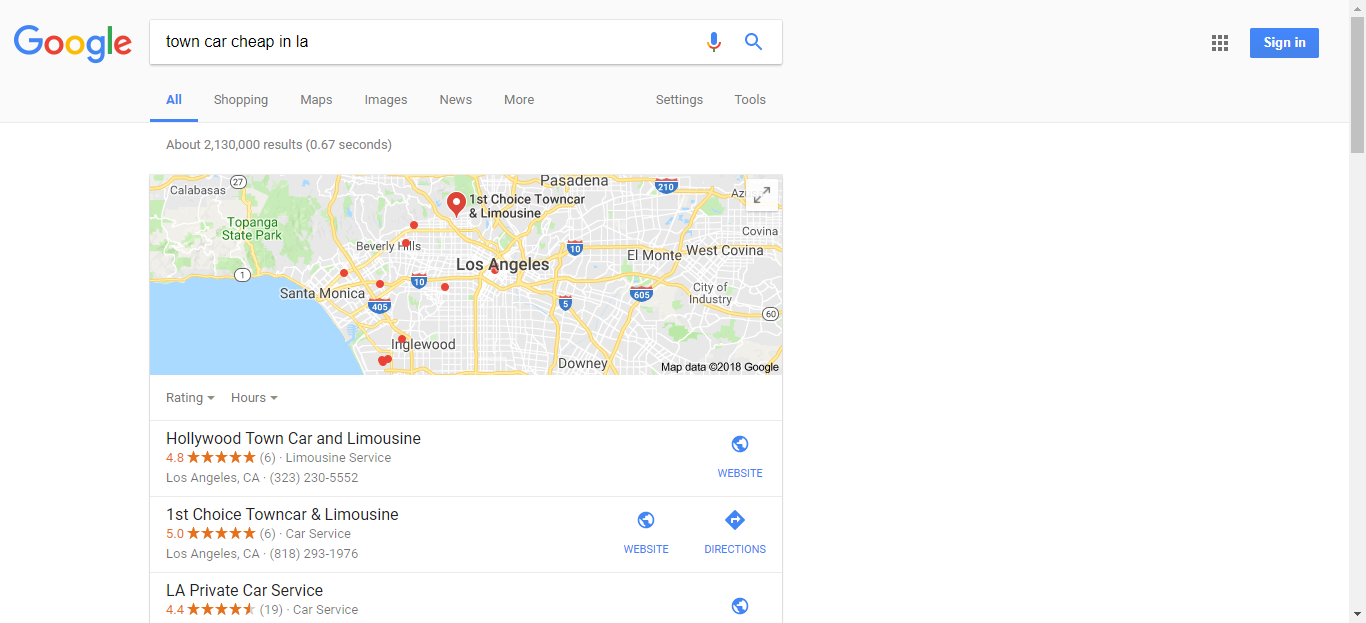 Google
town car cheap in la
Sign in
All Shopping Maps Images News More Settings Tools
About 2,130,000 results (0.67 seconds)
Calabasas
27
Pasadena
210
1st Choice Towncar
& Limousine
Topanga
State Park
Beverly Hills
Covina
10
El Monte
West Covina
Los Angeles
1
10
Santa Monica
405
605
City of
Industry
5
60
Inglewood
Downey
Map data ©2018 Google
Rating Hours
Hollywood Town Car and Limousine
4.8 ★★★★★ (6) · Limousine Service
Los Angeles, CA · (323) 230-5552
WEBSITE
1st Choice Towncar & Limousine
5.0 ★★★★★ (6) · Car Service
Los Angeles, CA · (818) 293-1976
WEBSITE DIRECTIONS
LA Private Car Service
4.4 (19) · Car Service